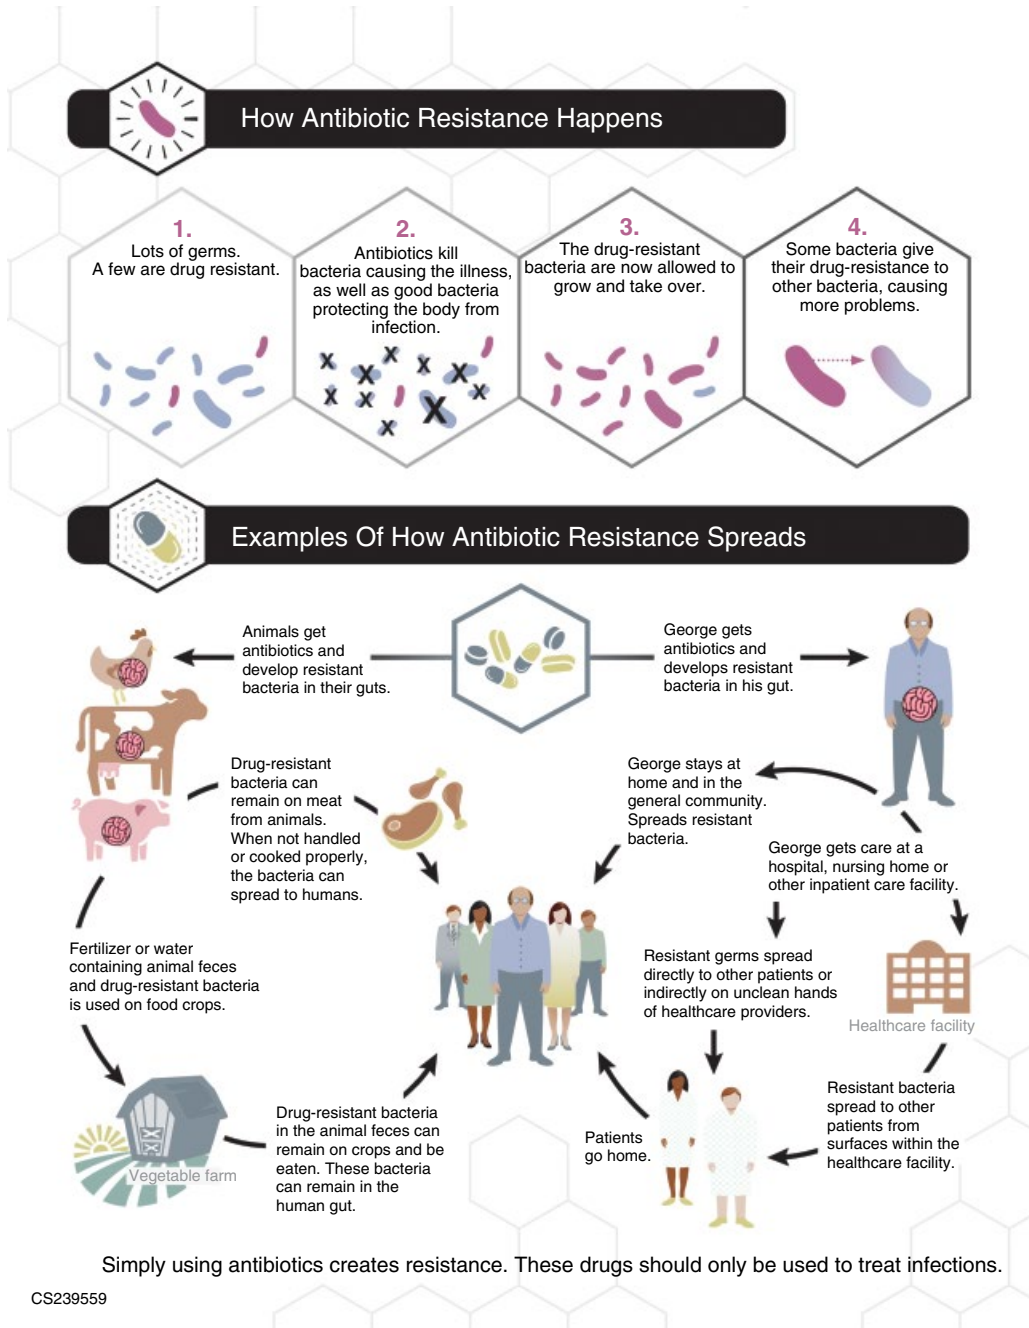 How Antibiotic Resistance Happens
1.
Lots of germs.
A few are drug resistant.
2.
Antibiotics kill
bacteria causing the illness,
as well as good bacteria
protecting the body from
infection.
3.
The drug-resistant
bacteria are now allowed to
grow and take over.
4.
Some bacteria give
their drug-resistance to
other bacteria, causing
more problems.
X X X X X X X X X
Examples Of How Antibiotic Resistance Spreads
Animals get
antibiotics and
develop resistant
bacteria in their guts.
George gets
antibiotics and
develops resistant
bacteria in his gut.
Drug-resistant
bacteria can
remain on meat
from animals.
When not handled
or cooked properly,
the bacteria can
spread to humans.
George stays at
home and in the
general community.
Spreads resistant
bacteria.
George gets care at a
hospital, nursing home or
other inpatient care facility.
Fertilizer or water
containing animal feces
and drug-resistant bacteria
is used on food crops.
Resistant germs spread
directly to other patients or
indirectly on unclean hands
of healthcare providers.
Healthcare facility
Vegetable farm
Drug-resistant bacteria
in the animal feces can
remain on crops and be
eaten. These bacteria
can remain in the
human gut.
Patients
go home.
Resistant bacteria
spread to other
patients from
surfaces within the
healthcare facility.
Simply using antibiotics creates resistance. These drugs should only be used to treat infections.
CS239559